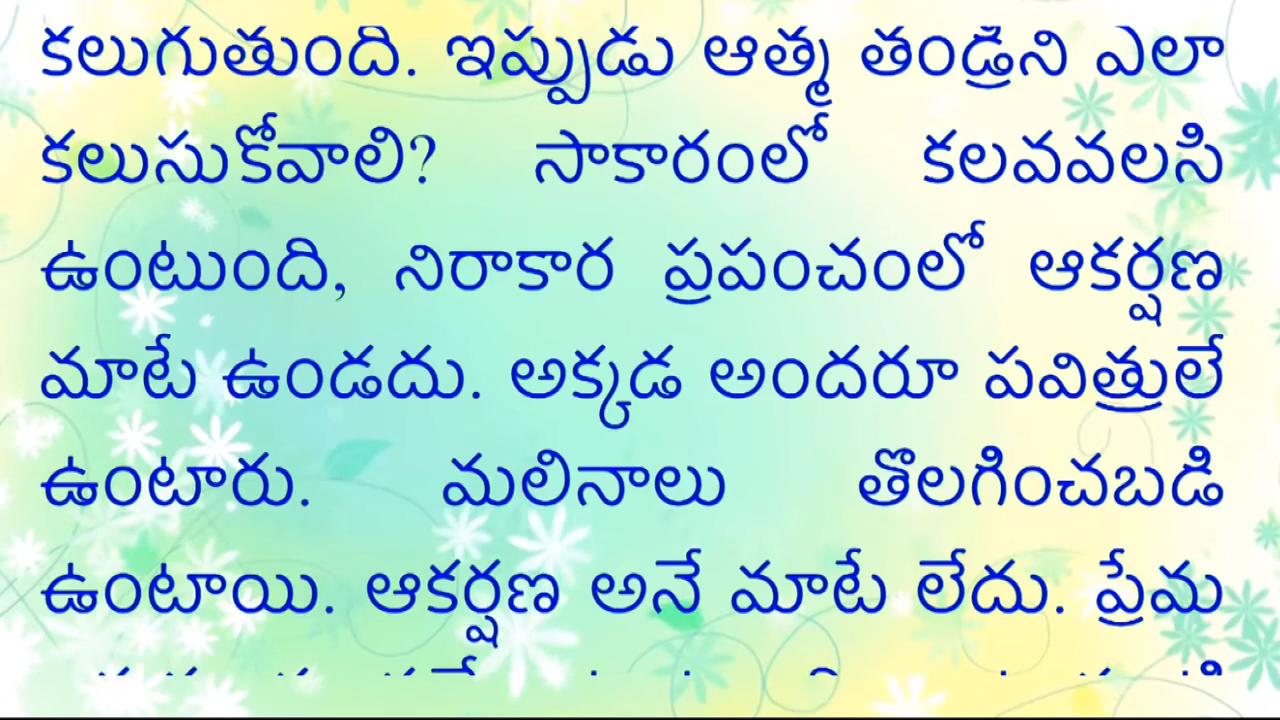 కలుగుతుంది. ఇప్పుడు ఆత్మ తండ్రిని ఎలా
కలుసుకోవాలి? సాకారంలో కలవవలసి
ఉంటుంది, నిరాకార ప్రపంచంలో ఆకర్షణ
మాటే ఉండదు. అక్కడ అందరూ పవిత్రులే
ఉంటారు. మలినాలు తొలగించబడి
ఉంటాయి. ఆకర్షణ అనే మాటే లేదు. ప్రేమ